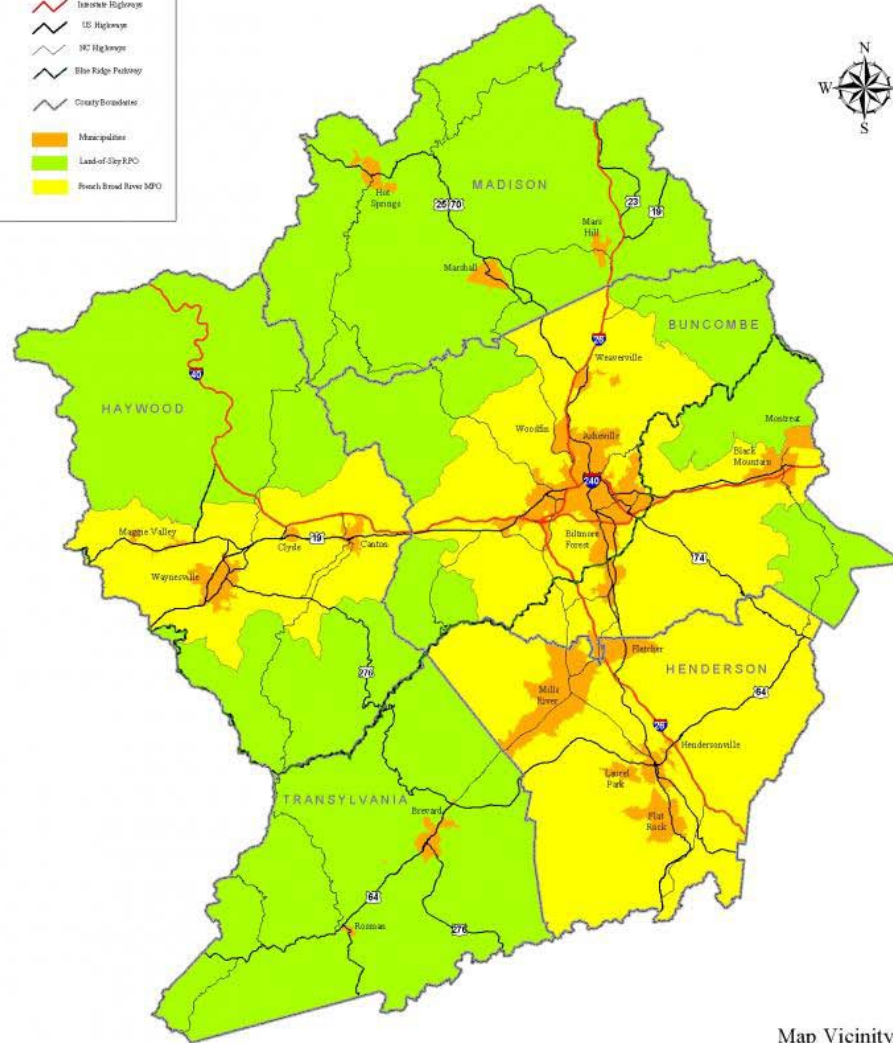 Interstate Highways
US Highways
NC Highways
Blue Ridge Parkway
County Boundaries
Municipalities
Land-of-Sky RPO
French Broad River MPO
N
W
S
MADISON
Hot
Springs
25 70
23
19
Mars
Hill
Marshall
BUNCOMBE
26
Weaverville
40
HAYWOOD
Montreat
Woodfin
Asheville
Black
Mountain
240
Maggie Valley
Clyde
19
Canton
Biltmore
Forest
74
Waynesville
Fletcher
HENDERSON
276
Mills
River
64
26
Hendersonville
Laurel
Park
TRANSYLVANIA
Brevard
Flat
Rock
64
Rosman
276
Map Vicinity